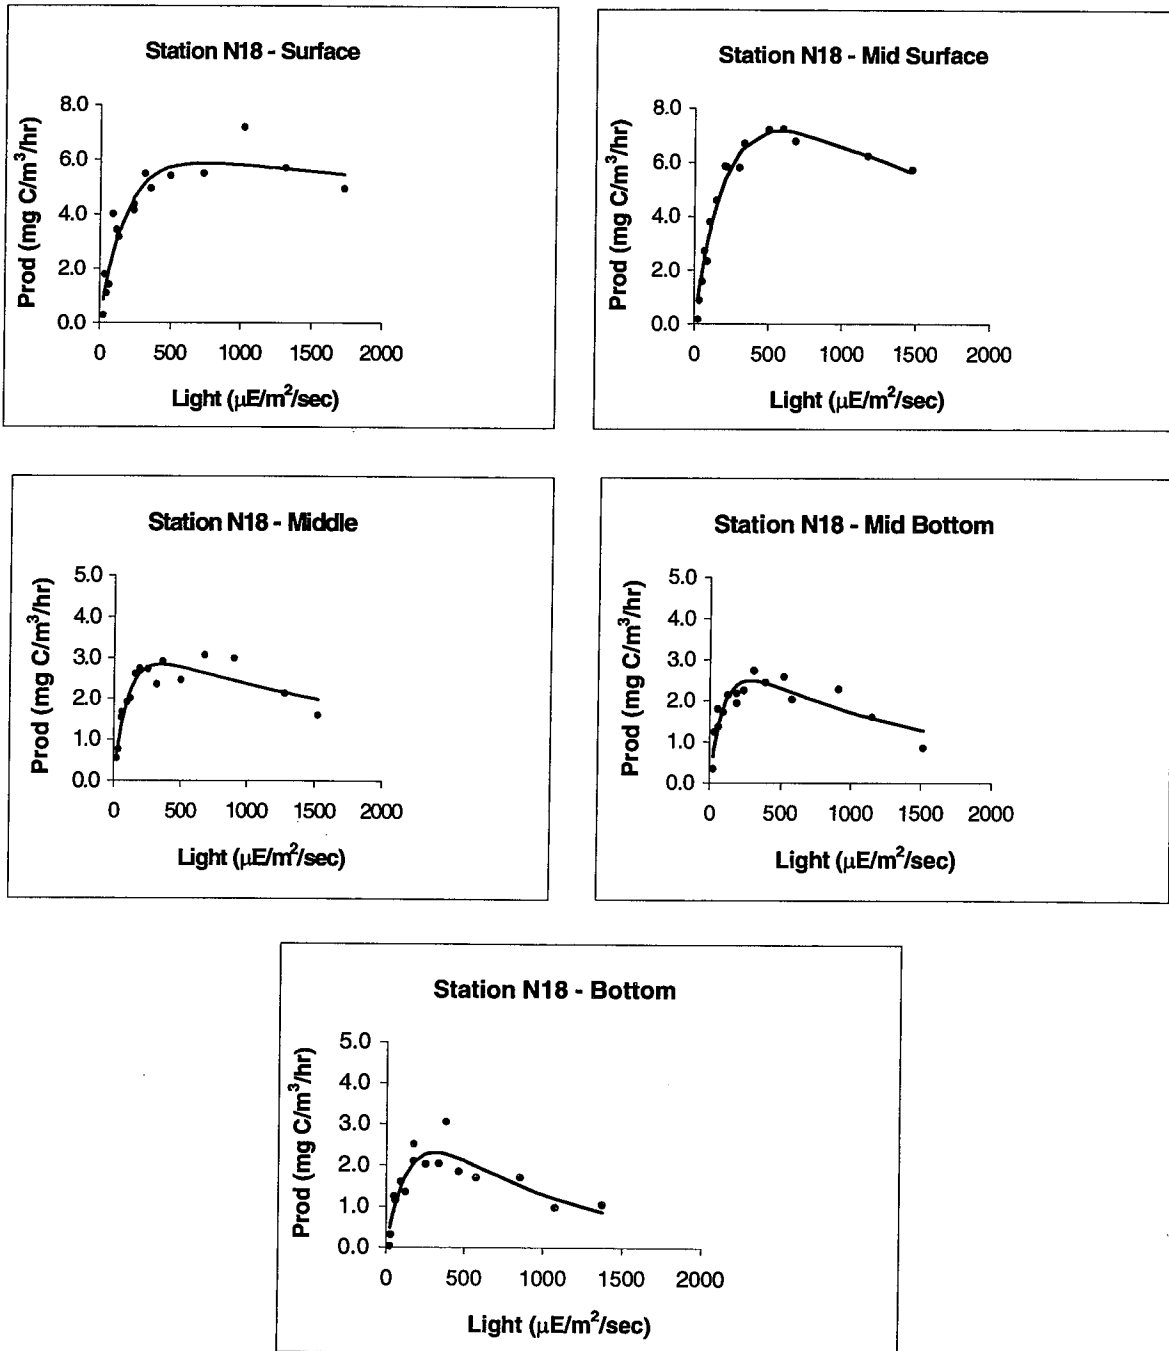 Station N18 - Surface
Prod (mg C/m³/hr)
8.0
6.0
4.0
2.0
0.0
0 500 1000 1500 2000
Light (µE/m²/sec)
Station N18 - Mid Surface
Prod (mg C/m³/hr)
8.0
6.0
4.0
2.0
0.0
0 500 1000 1500 2000
Light (µE/m²/sec)
Station N18 - Middle
Prod (mg C/m³/hr)
5.0
4.0
3.0
2.0
1.0
0.0
0 500 1000 1500 2000
Light (µE/m²/sec)
Station N18 - Mid Bottom
Prod (mg C/m³/hr)
5.0
4.0
3.0
2.0
1.0
0.0
0 500 1000 1500 2000
Light (µE/m²/sec)
Station N18 - Bottom
Prod (mg C/m³/hr)
5.0
4.0
3.0
2.0
1.0
0.0
0 500 1000 1500 2000
Light (µE/m²/sec)